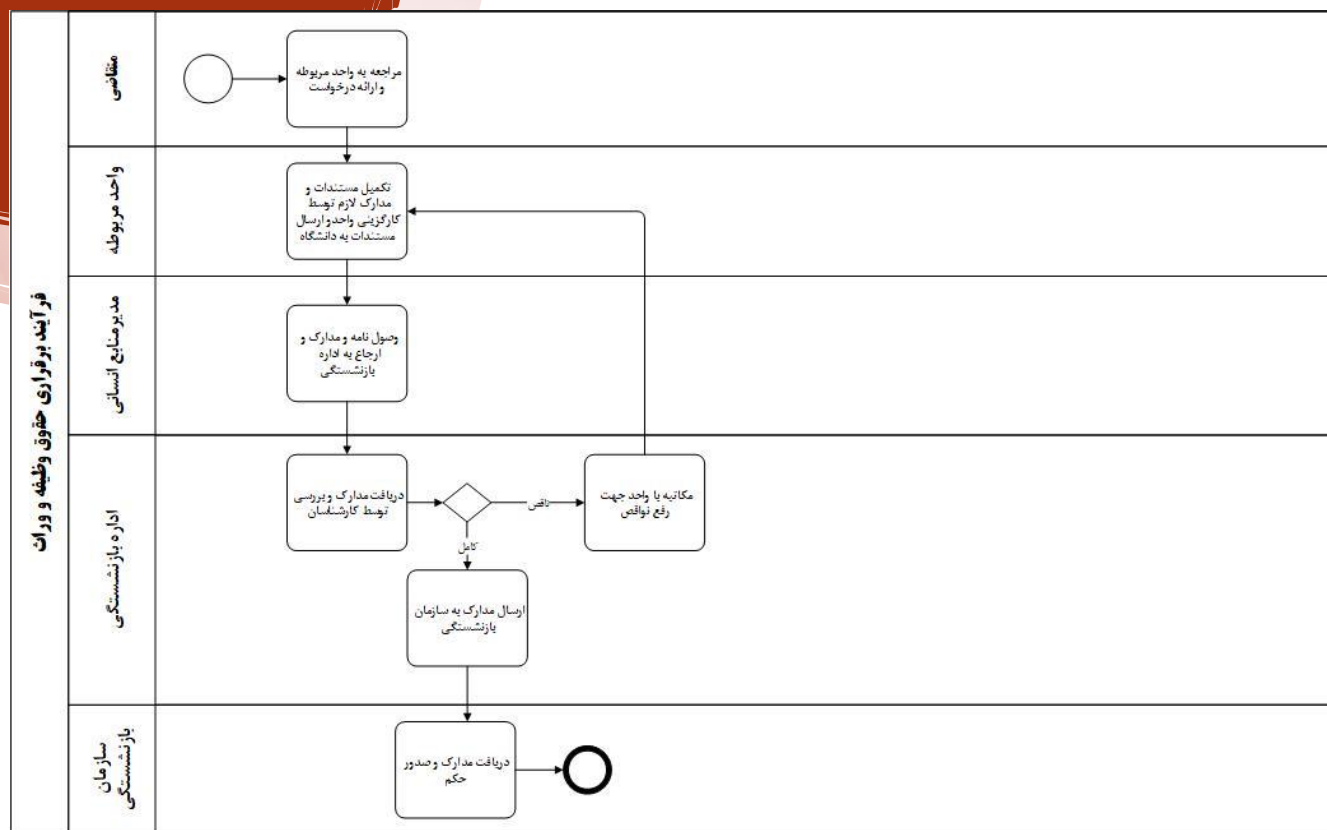 فرآیند برقراری حقوق وظیفه و وراث
متقاضی
مراجعه به واحد مربوطه
و ارائه درخواست
واحد مربوطه
تکمیل مستندات و
مدارک لازم توسط
کارگزینی واحد و ارسال
مستندات به دانشگاه
مدیر منابع انسانی
وصول نامه و مدارک و
ارجاع به اداره
بازنشستگی
اداره بازنشستگی
دریافت مدارک و بررسی
توسط کارشناسان
ناقص
مکاتبه با واحد جهت
رفع نواقص
کامل
ارسال مدارک به سازمان
بازنشستگی
سازمان
بازنشستگی
دریافت مدارک و صدور
حکم